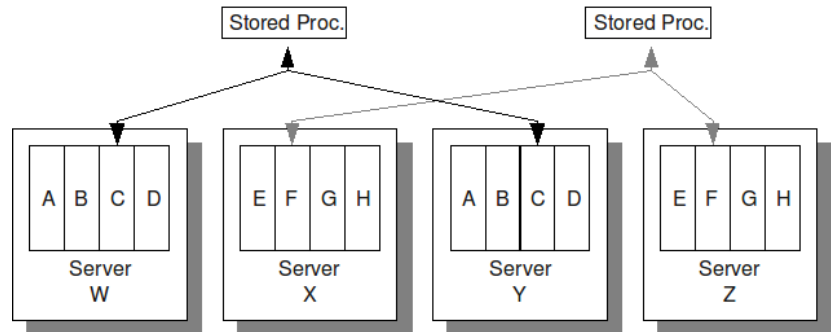 Stored Proc.
Stored Proc.
A B C D
E F G H
A B C D
E F G H
Server
W
Server
X
Server
Y
Server
Z